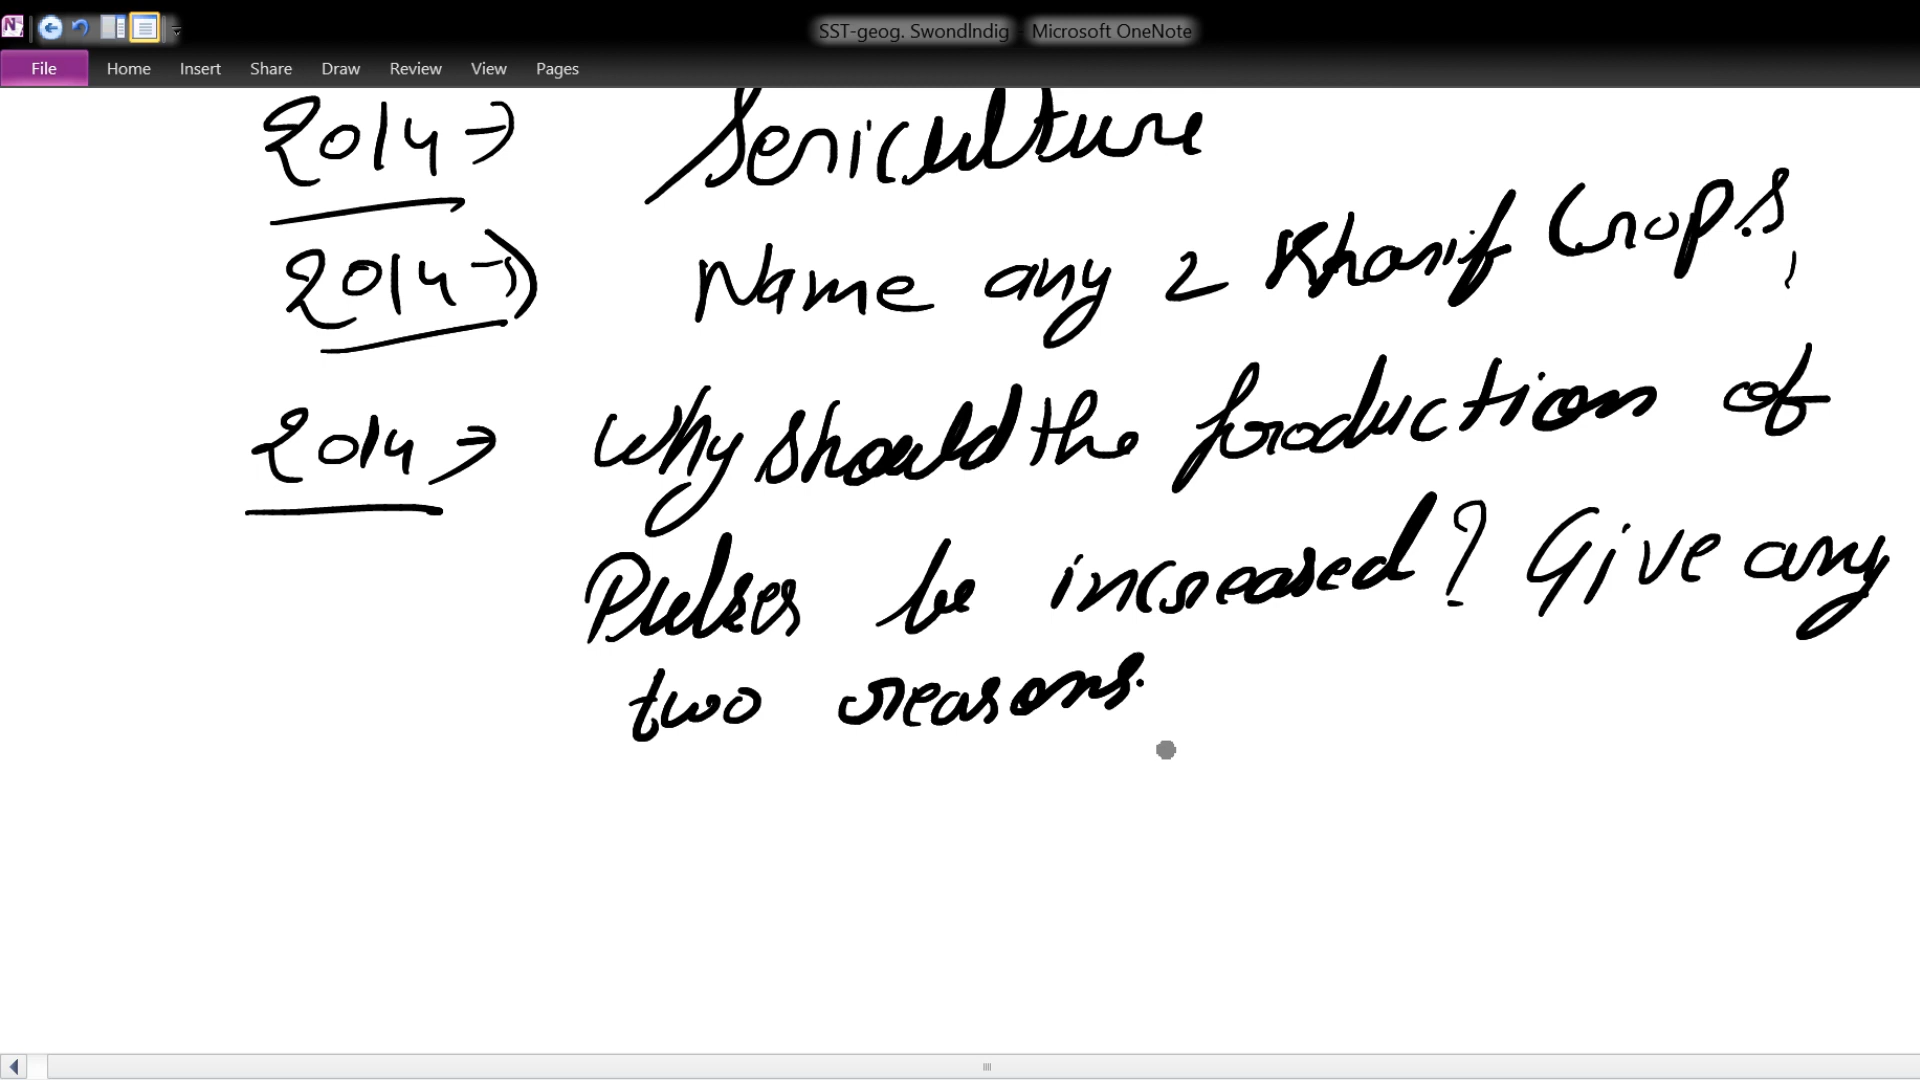 SST-geog. SwondIndig - Microsoft OneNote
File Home Insert Share Draw Review View Pages
2014 → Sericulture
2014 → Name any 2 Kharif Crops,
2014 → Why should the production of
Pulses be increased? Give any
two reasons.